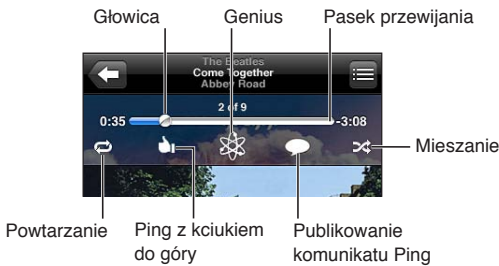 Głowica
Genius
Pasek przewijania
The Beatles
Come Together
Abbey Road
2 of 9
0:35
-3:08
Mieszanie
Powtarzanie
Ping z kciukiem
do góry
Publikowanie
komunikatu Ping